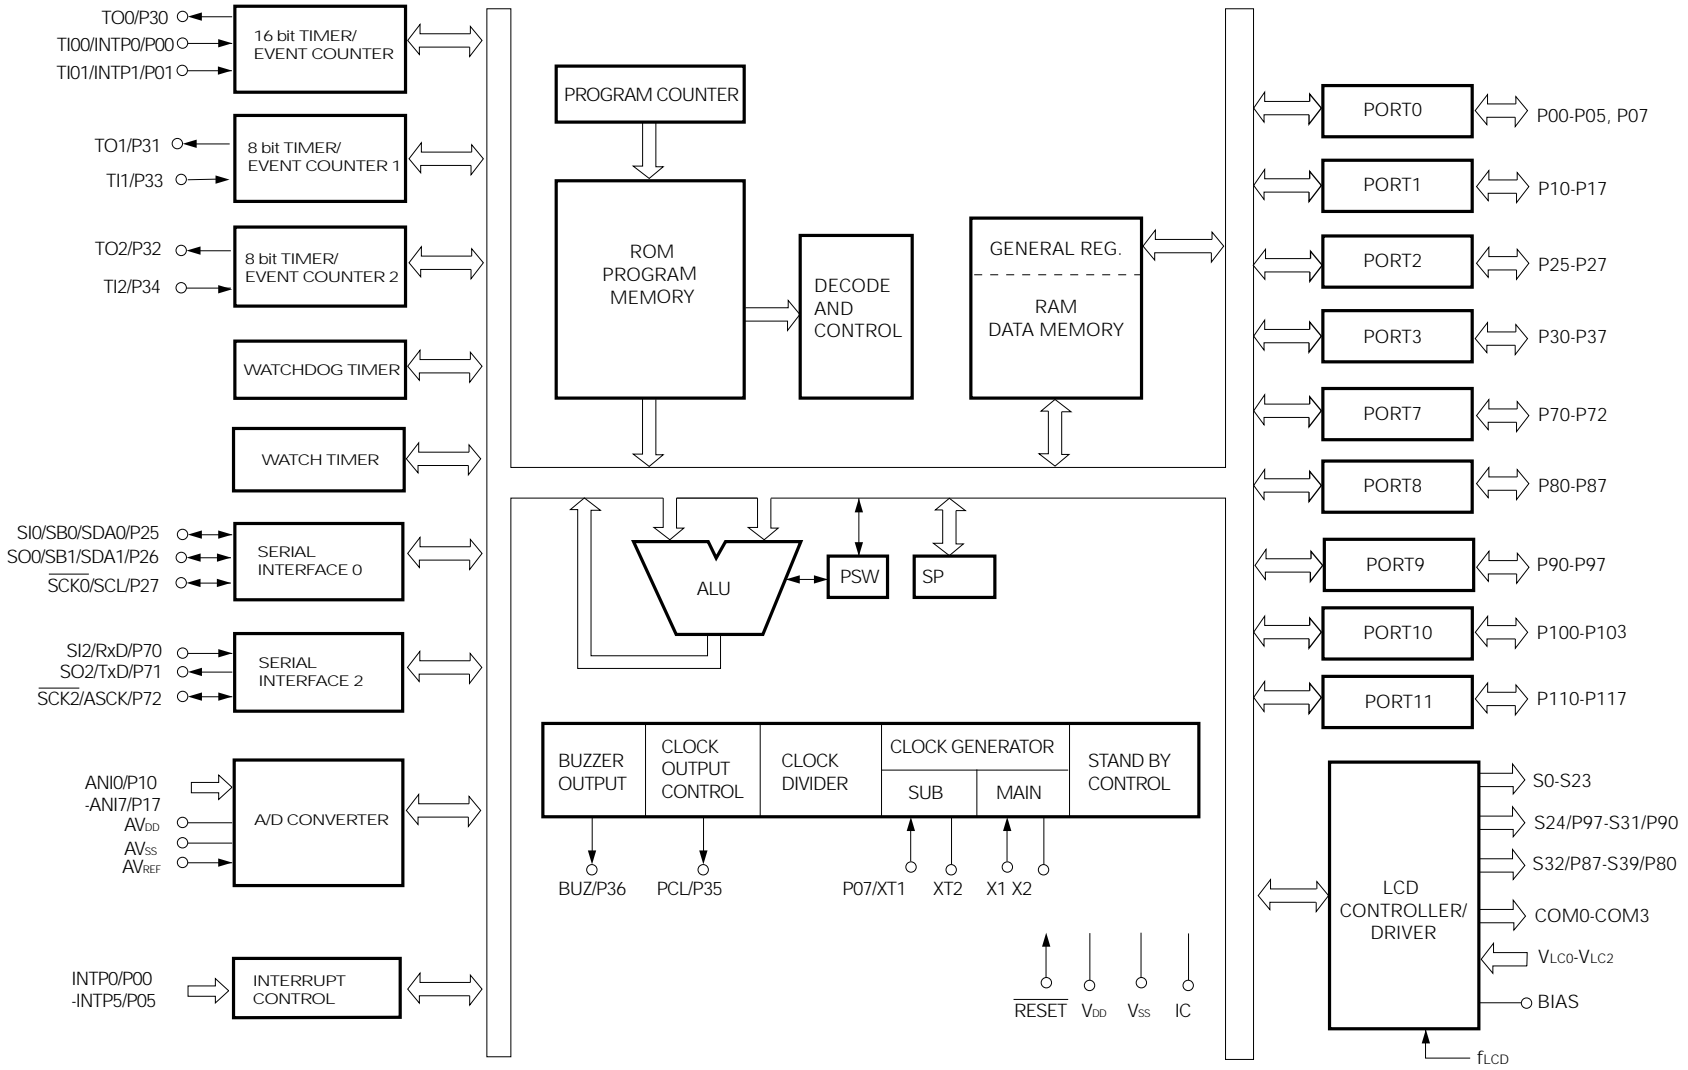 TO0/P30
TI00/INTP0/P00
TI01/INTP1/P01
16 bit TIMER/
EVENT COUNTER
TO1/P31
TI1/P33
8 bit TIMER/
EVENT COUNTER 1
TO2/P32
TI2/P34
8 bit TIMER/
EVENT COUNTER 2
WATCHDOG TIMER
WATCH TIMER
SI0/SB0/SDA0/P25
SO0/SB1/SDA1/P26
SCK0/SCL/P27
SERIAL
INTERFACE 0
SI2/RxD/P70
SO2/TxD/P71
SCK2/ASCK/P72
SERIAL
INTERFACE 2
ANI0/P10
-ANI7/P17
AVDD
AVSS
AVREF
A/D CONVERTER
INTP0/P00
-INTP5/P05
INTERRUPT
CONTROL
PROGRAM COUNTER
ROM
PROGRAM
MEMORY
DECODE
AND
CONTROL
GENERAL REG.
RAM
DATA MEMORY
ALU
PSW
SP
BUZZER
OUTPUT
CLOCK
OUTPUT
CONTROL
CLOCK
DIVIDER
CLOCK GENERATOR
SUB
MAIN
STAND BY
CONTROL
BUZ/P36
PCL/P35
P07/XT1
XT2
X1 X2
RESET
VDD
VSS
IC
PORT0
P00-P05, P07
PORT1
P10-P17
PORT2
P25-P27
PORT3
P30-P37
PORT7
P70-P72
PORT8
P80-P87
PORT9
P90-P97
PORT10
P100-P103
PORT11
P110-P117
LCD
CONTROLLER/
DRIVER
S0-S23
S24/P97-S31/P90
S32/P87-S39/P80
COM0-COM3
VLC0-VLC2
BIAS
fLCD